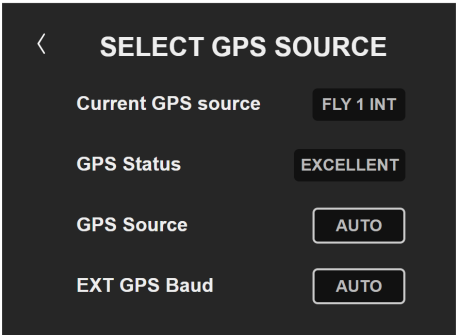 SELECT GPS SOURCE
Current GPS source FLY 1 INT
GPS Status EXCELLENT
GPS Source AUTO
EXT GPS Baud AUTO